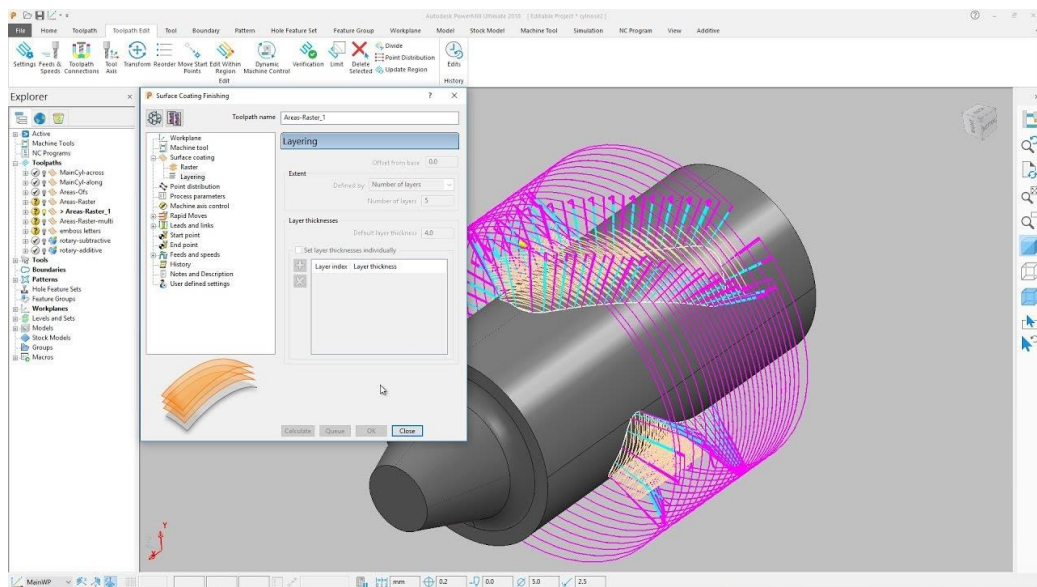 Autodesk PowerMill Ultimate 2018 [Editable Project * cylnose2]
File Home Toolpath Toolpath Edit Tool Boundary Pattern Hole Feature Set Feature Group Workplane Model Stock Model Machine Tool Simulation NC Program View Additive
Settings Feeds & Speeds Toolpath Connections Tool Axis Transform Reorder Move Start Points Edit Within Region Dynamic Machine Control Verification Limit Delete Selected Divide Point Distribution Update Region Edits
Edit History
Explorer
Active
Machine Tools
NC Programs
Toolpaths
MainCyl-across
MainCyl-along
Areas-Ofs
Areas-Raster
> Areas-Raster_1
Areas-Raster-multi
emboss letters
rotary-subtractive
rotary-additive
Tools
Boundaries
Patterns
Hole Feature Sets
Feature Groups
Workplanes
Levels and Sets
Models
Stock Models
Groups
Macros
P Surface Coating Finishing ? ×
Toolpath name Areas-Raster_1
Workplane
Machine tool
Surface coating
Raster
Layering
Point distribution
Process parameters
Machine axis control
Rapid Moves
Leads and links
Start point
End point
Feeds and speeds
History
Notes and Description
User defined settings
Layering
Offset from base 0.0
Extent
Defined by Number of layers
Number of layers 5
Layer thicknesses
Default layer thickness 4.0
Set layer thicknesses individually
Layer index Layer thickness
Calculate Queue OK Close
Y
X
MainWP mm 0.2 0.0 5.0 2.5